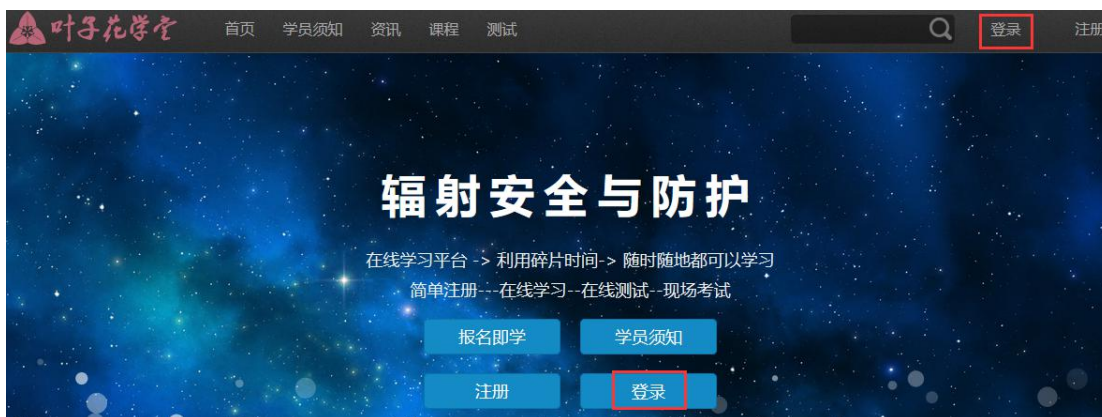 叶子花学堂 首页 学员须知 资讯 课程 测试 登录 注册
辐射安全与防护
在线学习平台 -> 利用碎片时间-> 随时随地都可以学习
简单注册---在线学习--在线测试--现场考试
报名即学 学员须知
注册 登录